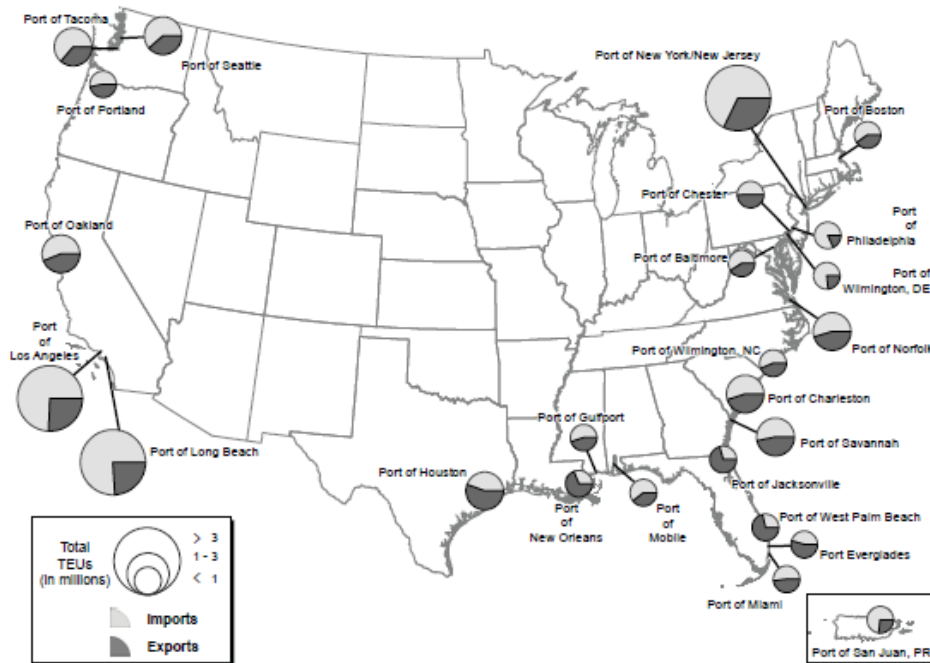 Port of Tacoma
Port of Seattle
Port of Portland
Port of New York/New Jersey
Port of Boston
Port of Chester
Port
of
Philadelphia
Port of Oakland
Port of Baltimore
Port of
Wilmington, DE
Port
of
Los Angeles
Port of Norfolk
Port of Wilmington, NC
Port of Charleston
Port of Gulfport
Port of Savannah
Port of Long Beach
Port of Houston
Port of Jacksonville
Port
of
New Orleans
Port
of
Mobile
Port of West Palm Beach
Port Everglades
Port of Miami
Total
TEUs
(In millions)
> 3
1 - 3
< 1
Imports
Exports
Port of San Juan, PR